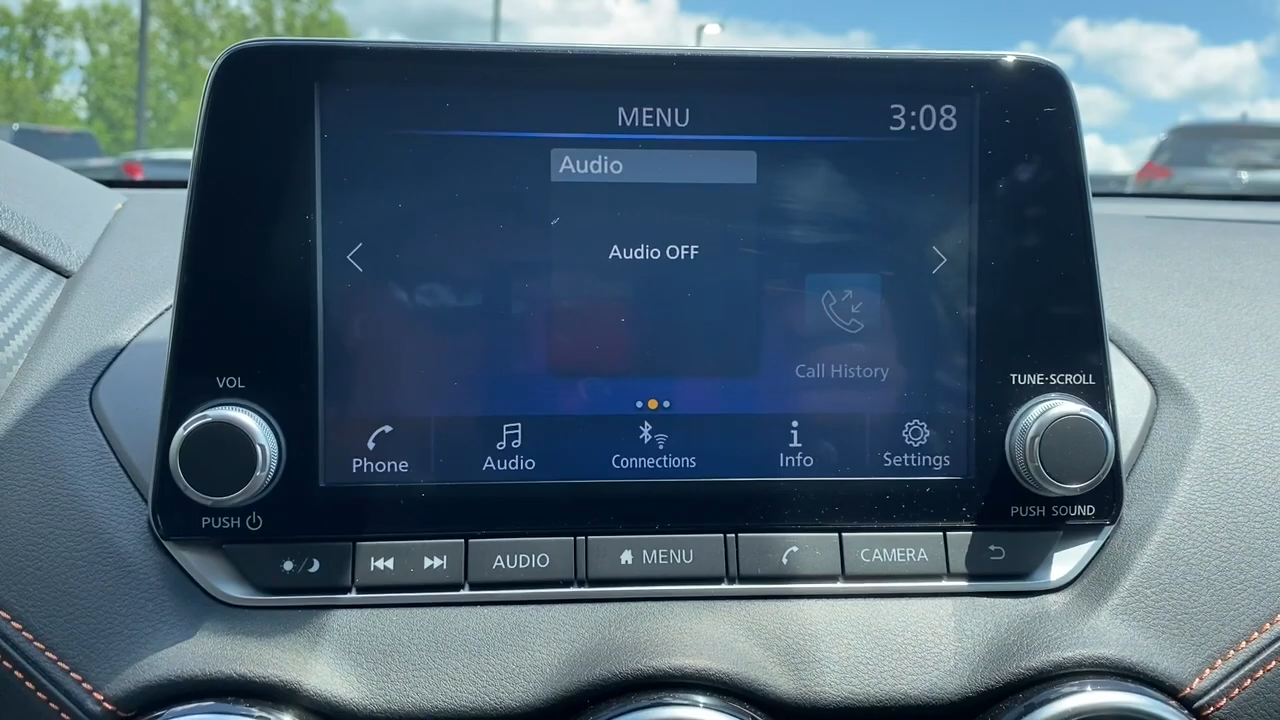 MENU
3:08
Audio
Audio OFF
Call History
VOL
TUNE·SCROLL
Phone
Audio
Connections
Info
Settings
PUSH
PUSH SOUND
AUDIO
MENU
CAMERA